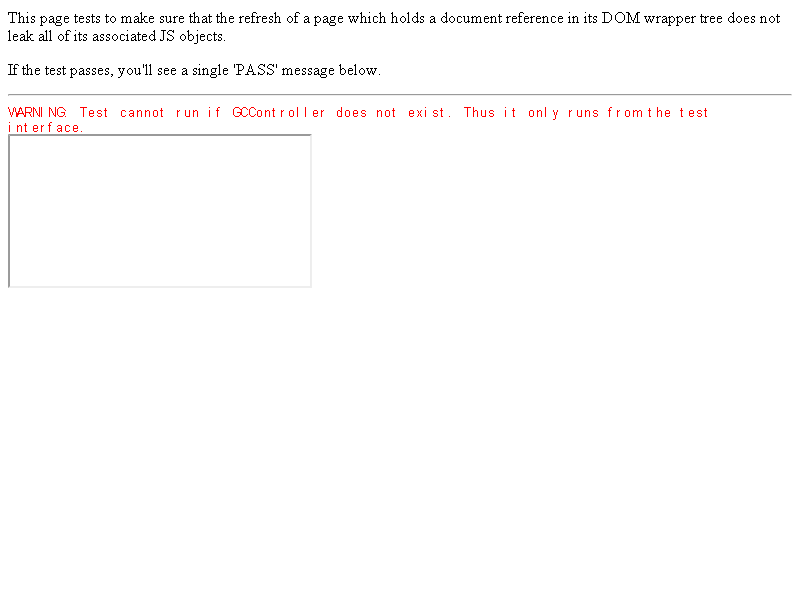 This page tests to make sure that the refresh of a page which holds a document reference in its DOM wrapper tree does not
leak all of its associated JS objects.
If the test passes, you'll see a single 'PASS' message below.
WARNING: Test cannot run if GCController does not exist. Thus it only runs from the test
interface.